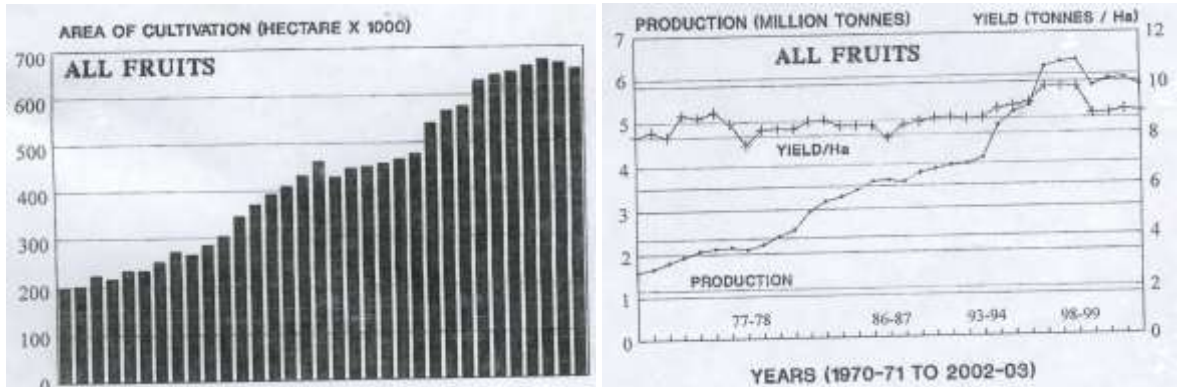 AREA OF CULTIVATION (HECTARE X 1000)
ALL FRUITS
700
600
500
400
300
200
100
0
PRODUCTION (MILLION TONNES) YIELD (TONNES / Ha)
ALL FRUITS
7
6
5
4
3
2
1
0
12
10
8
6
4
2
0
YIELD/Ha
PRODUCTION
77-78 86-87 93-94 98-99
YEARS (1970-71 TO 2002-03)